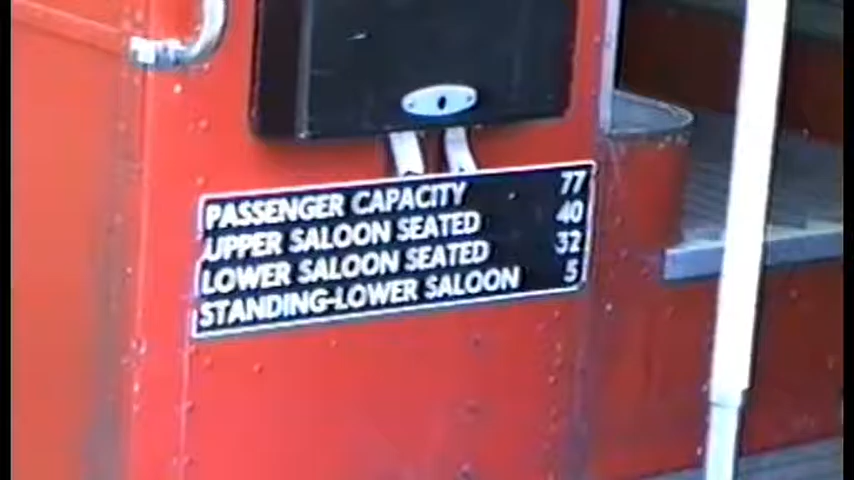 PASSENGER CAPACITY 77
UPPER SALOON SEATED 40
LOWER SALOON SEATED 32
STANDING-LOWER SALOON 5